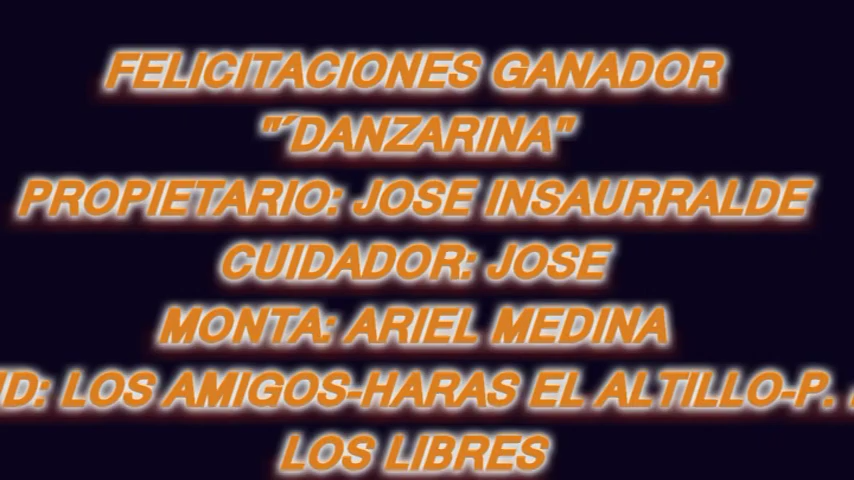 FELICITACIONES GANADOR
"´DANZARINA"
PROPIETARIO: JOSE INSAURRALDE
CUIDADOR: JOSE
MONTA: ARIEL MEDINA
LOS AMIGOS-HARAS EL ALTILLO-P.
LOS LIBRES